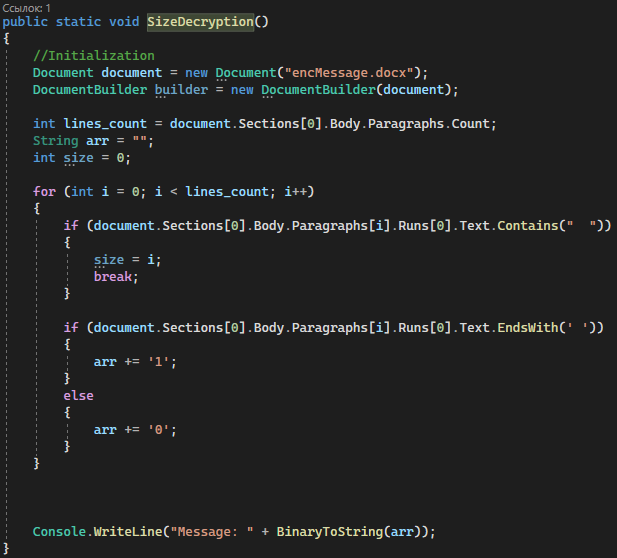 Ссылок: 1
public static void SizeDecryption()
{
    //Initialization
    Document document = new Document("encMessage.docx");
    DocumentBuilder builder = new DocumentBuilder(document);

    int lines_count = document.Sections[0].Body.Paragraphs.Count;
    String arr = "";
    int size = 0;

    for (int i = 0; i < lines_count; i++)
    {
        if (document.Sections[0].Body.Paragraphs[i].Runs[0].Text.Contains("  "))
        {
            size = i;
            break;
        }

        if (document.Sections[0].Body.Paragraphs[i].Runs[0].Text.EndsWith(' '))
        {
            arr += '1';
        }
        else
        {
            arr += '0';
        }
    }

    Console.WriteLine("Message: " + BinaryToString(arr));
}